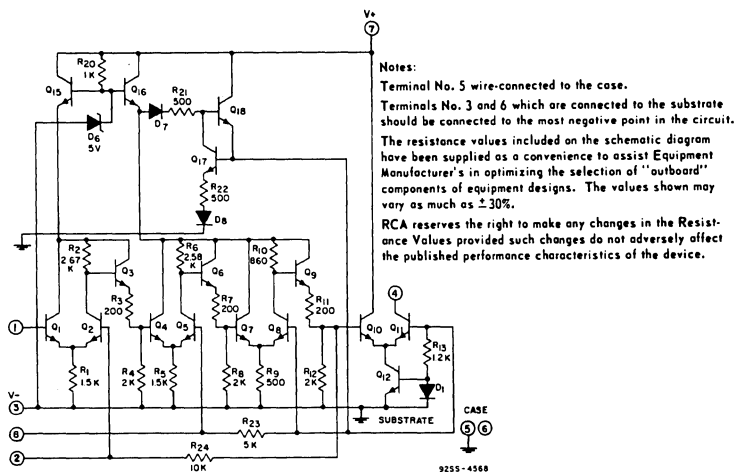 V+
7
Notes:
Terminal No. 5 wire-connected to the case.
Terminals No. 3 and 6 which are connected to the substrate
should be connected to the most negative point in the circuit.
The resistance values included on the schematic diagram
have been supplied as a convenience to assist Equipment
Manufacturer's in optimizing the selection of "outboard"
components of equipment designs. The values shown may
vary as much as ±30%.
RCA reserves the right to make any changes in the Resist-
ance Values provided such changes do not adversely affect
the published performance characteristics of the device.
R20
1K
Q15
Q16
R21
500
Q18
D6
5V
D7
Q17
R22
500
D8
R2
2.67
K
Q3
R6
2.58
K
Q6
R10
860
Q9
R3
200
R7
200
R11
200
4
1
Q1
Q2
Q4
Q5
Q7
Q8
Q10
Q11
R13
1.2K
R1
1.5K
R4
2K
R5
1.5K
R8
2K
R9
500
R12
2K
Q12
D1
V-
3
SUBSTRATE
CASE
5 6
8
R23
5K
2
R24
10K
92SS-4568